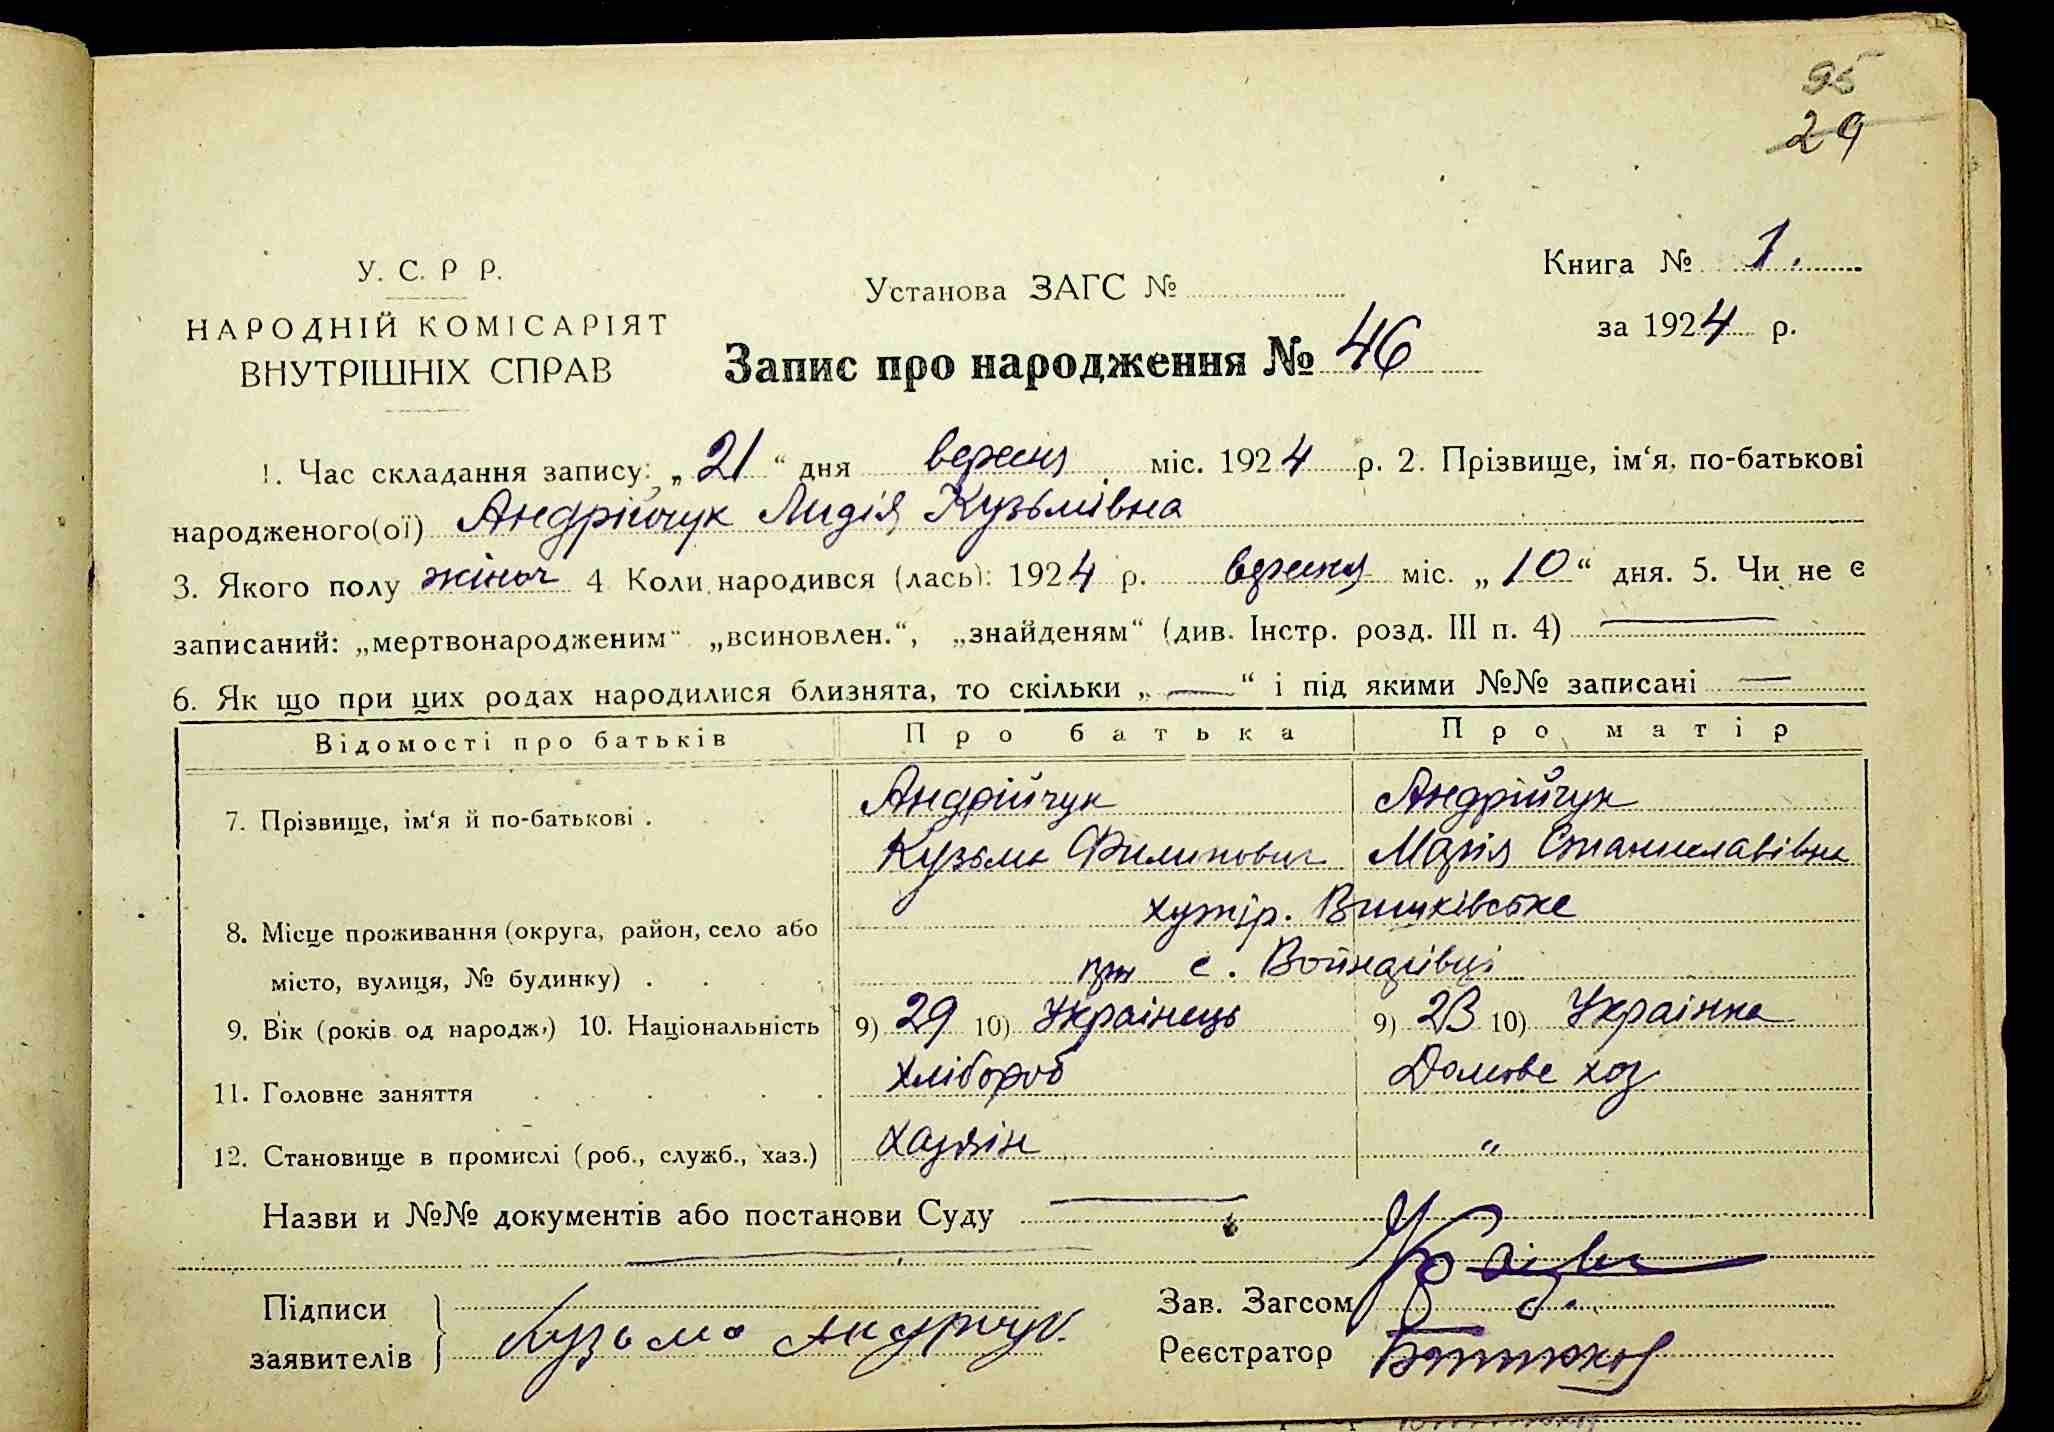 95
29
У. С. Р Р.
НАРОДНІЙ КОМІСАРІЯТ
ВНУТРІШНІХ СПРАВ
Установа ЗАГС №
Книга № 1.
за 1924 р.
Запис про народження № 46
1. Час складання запису: „21“ дня вересня міс. 1924 р. 2. Прізвище, ім‘я, по-батькові
народженого(ої) Андрійчук Лидія Кузьмівна
3. Якого полу жіноч 4 Коли народився (лась): 1924 р. вересня міс. „10“ дня. 5. Чи не є
записаний: „мертвонародженим“ „всиновлен.“, „знайденям“ (див. Інстр. розд. III п. 4) —
6. Як що при цих родах народилися близнята, то скільки „—“ і під якими №№ записані —
Відомості про батьків Про батька Про матір
7. Прізвище, ім‘я й по-батькові . Андрійчук Андрійчук
Кузьма Филипович Марія Станиславівна
хутір.
8. Місце проживання (округа, район, село або
місто, вулиця, № будинку) . при с.
9. Вік (років од народж.) 10. Національність 9) 29 10) Українець 9) 23 10) Українка
11. Головне заняття Хлібороб Домове хоз
12. Становище в промислі (роб., служб., хаз.) Хазяін "
Назви и №№ документів або постанови Суду —
Підписи
заявителів Кузьма Андрчук.
Зав. Загсом
Реєстратор